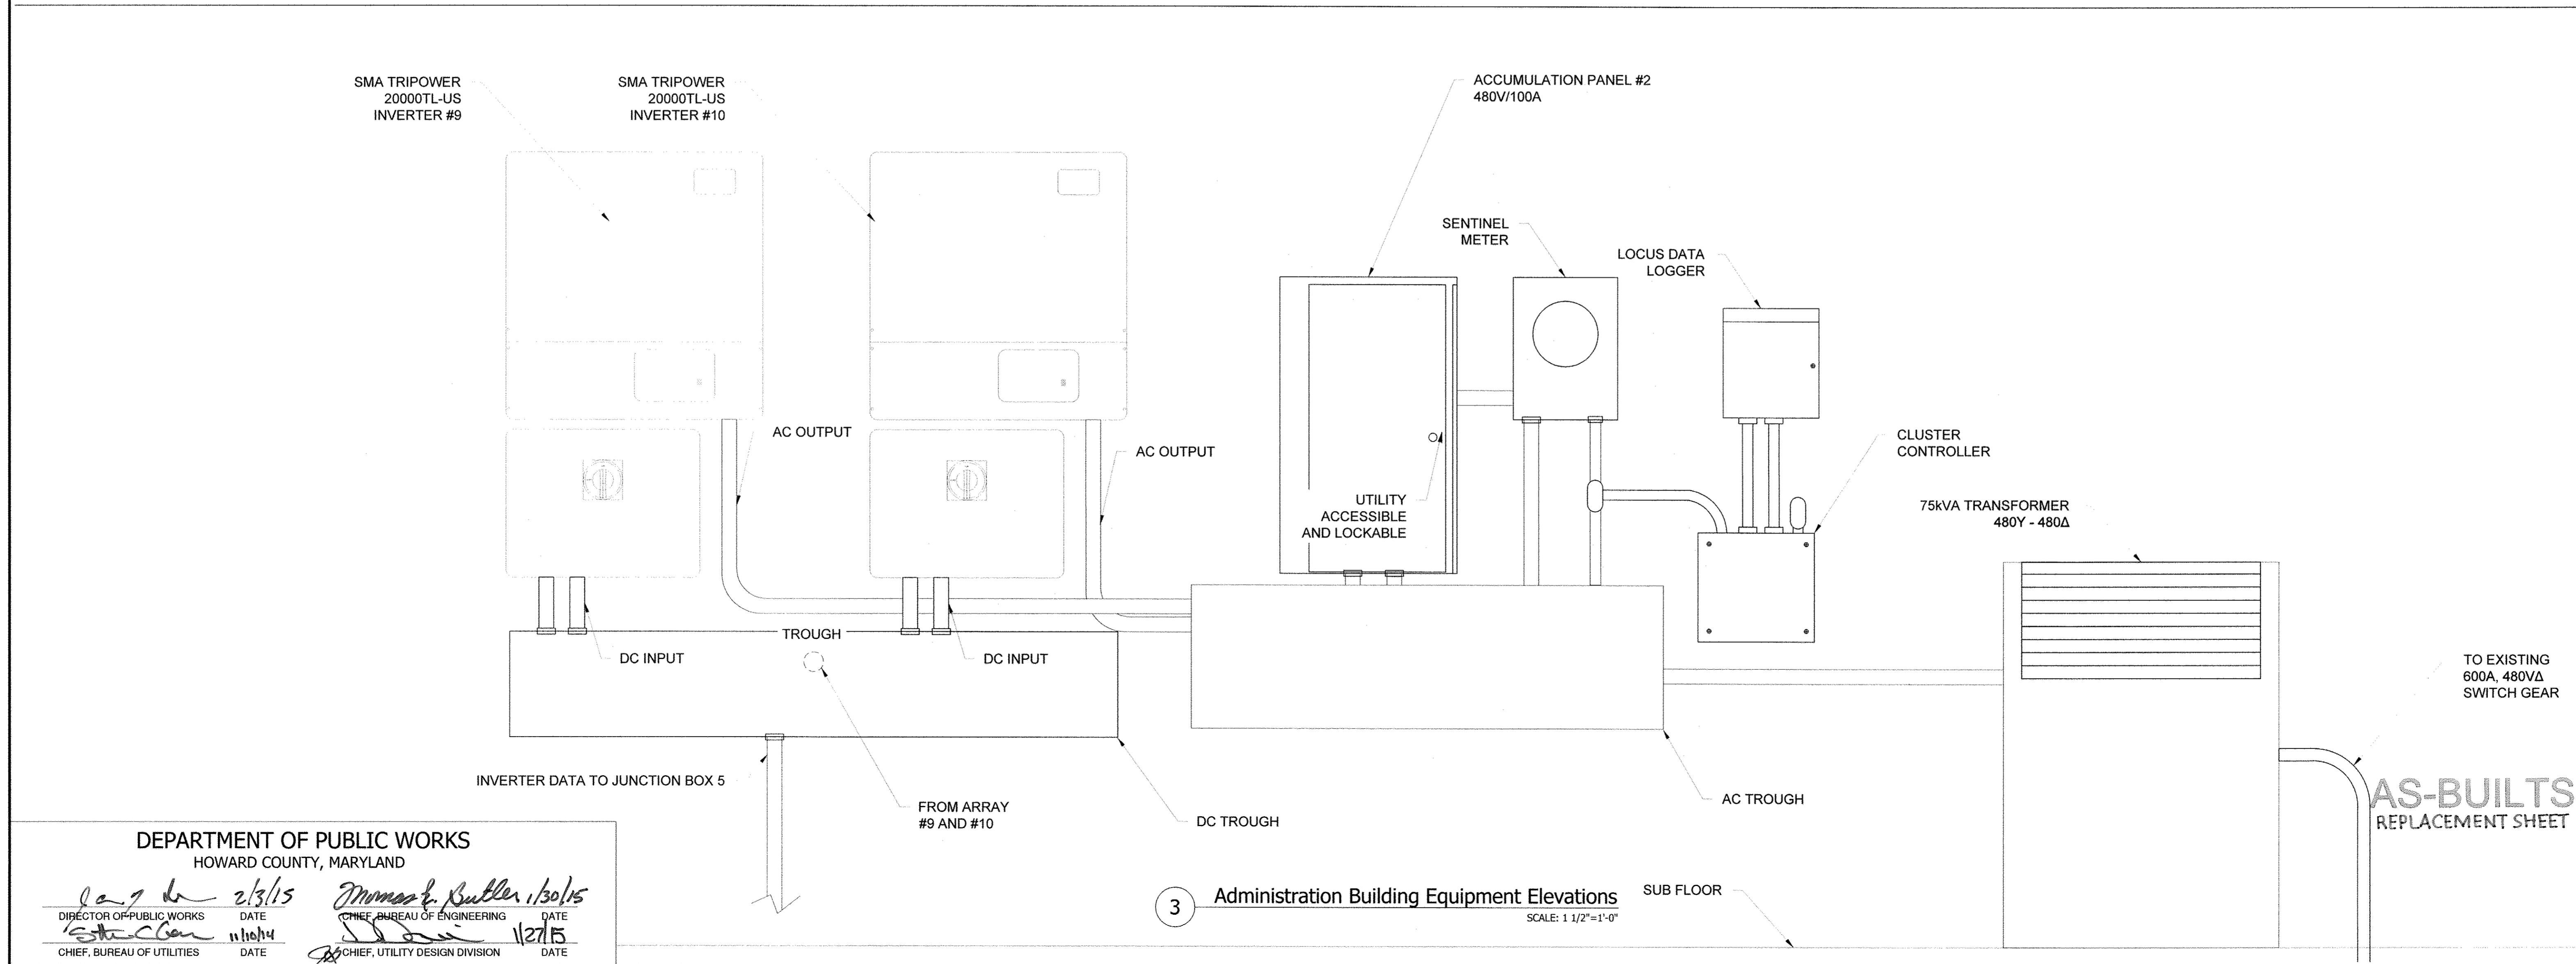 SMA TRIPOWER
20000TL-US
INVERTER #9
SMA TRIPOWER
20000TL-US
INVERTER #10
ACCUMULATION PANEL #2
480V/100A
SENTINEL
METER
LOCUS DATA
LOGGER
AC OUTPUT
AC OUTPUT
CLUSTER
CONTROLLER
UTILITY
ACCESSIBLE
AND LOCKABLE
75kVA TRANSFORMER
480Y - 480Δ
TROUGH
DC INPUT
DC INPUT
TO EXISTING
600A, 480VΔ
SWITCH GEAR
INVERTER DATA TO JUNCTION BOX 5
FROM ARRAY
#9 AND #10
DC TROUGH
AC TROUGH
AS-BUILTS
REPLACEMENT SHEET
3 Administration Building Equipment Elevations
SCALE: 1 1/2"=1'-0"
SUB FLOOR
DEPARTMENT OF PUBLIC WORKS
HOWARD COUNTY, MARYLAND
2/3/15 Thomas E. Butler 1/30/15
DIRECTOR OF PUBLIC WORKS DATE CHIEF, BUREAU OF ENGINEERING DATE
11/10/14 1/27/15
CHIEF, BUREAU OF UTILITIES DATE CHIEF, UTILITY DESIGN DIVISION DATE